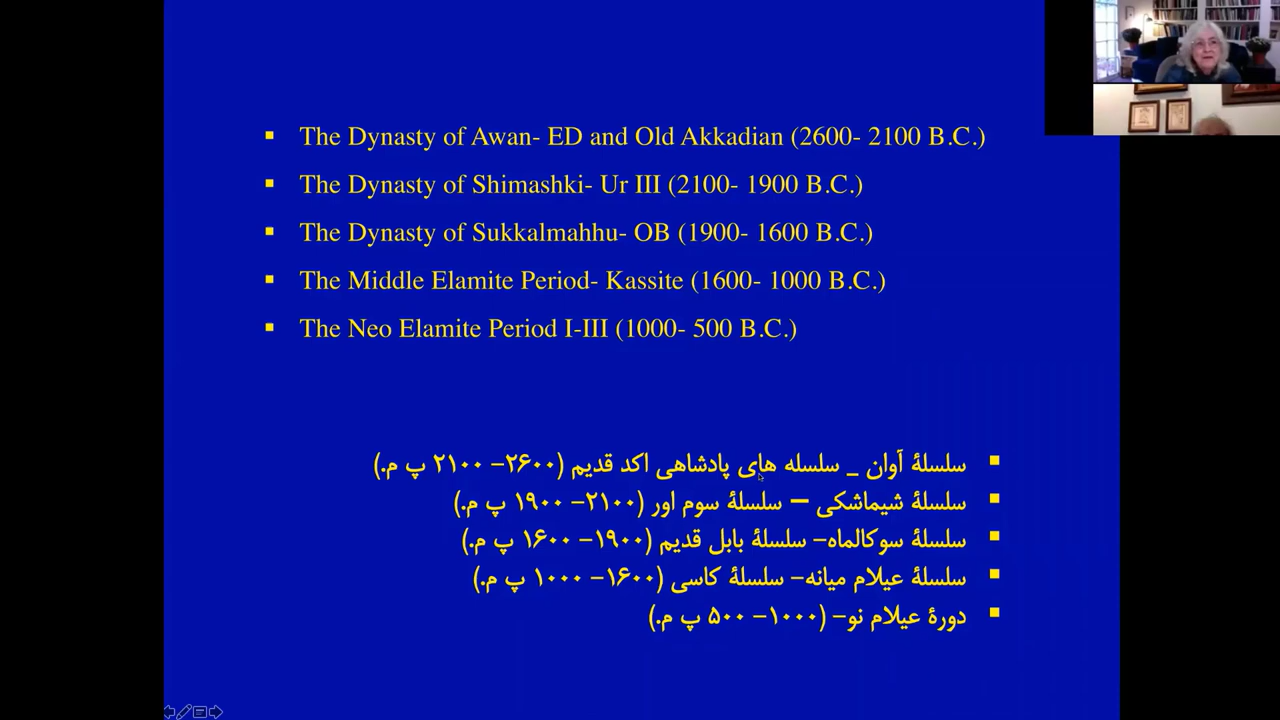 The Dynasty of Awan- ED and Old Akkadian (2600- 2100 B.C.)
The Dynasty of Shimashki- Ur III (2100- 1900 B.C.)
The Dynasty of Sukkalmahhu- OB (1900- 1600 B.C.)
The Middle Elamite Period- Kassite (1600- 1000 B.C.)
The Neo Elamite Period I-III (1000- 500 B.C.)
سلسلهٔ آوان _ سلسله های پادشاهی اکد قدیم (۲۶۰۰– ۲۱۰۰ پ م.)
سلسلهٔ شیماشکی – سلسلهٔ سوم اور (۲۱۰۰– ۱۹۰۰ پ م.)
سلسلهٔ سوکالماه– سلسلهٔ بابل قدیم (۱۹۰۰– ۱۶۰۰ پ م.)
سلسلهٔ عیلام میانه– سلسلهٔ کاسی (۱۶۰۰– ۱۰۰۰ پ م.)
دورهٔ عیلام نو– (۱۰۰۰– ۵۰۰ پ م.)